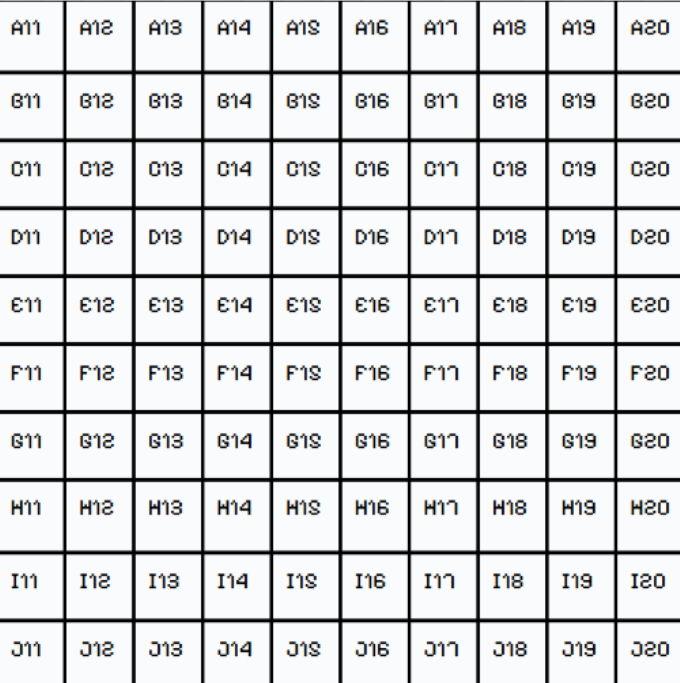 A11 A12 A13 A14 A15 A16 A17 A18 A19 A20
B11 B12 B13 B14 B15 B16 B17 B18 B19 B20
C11 C12 C13 C14 C15 C16 C17 C18 C19 C20
D11 D12 D13 D14 D15 D16 D17 D18 D19 D20
E11 E12 E13 E14 E15 E16 E17 E18 E19 E20
F11 F12 F13 F14 F15 F16 F17 F18 F19 F20
G11 G12 G13 G14 G15 G16 G17 G18 G19 G20
H11 H12 H13 H14 H15 H16 H17 H18 H19 H20
I11 I12 I13 I14 I15 I16 I17 I18 I19 I20
J11 J12 J13 J14 J15 J16 J17 J18 J19 J20